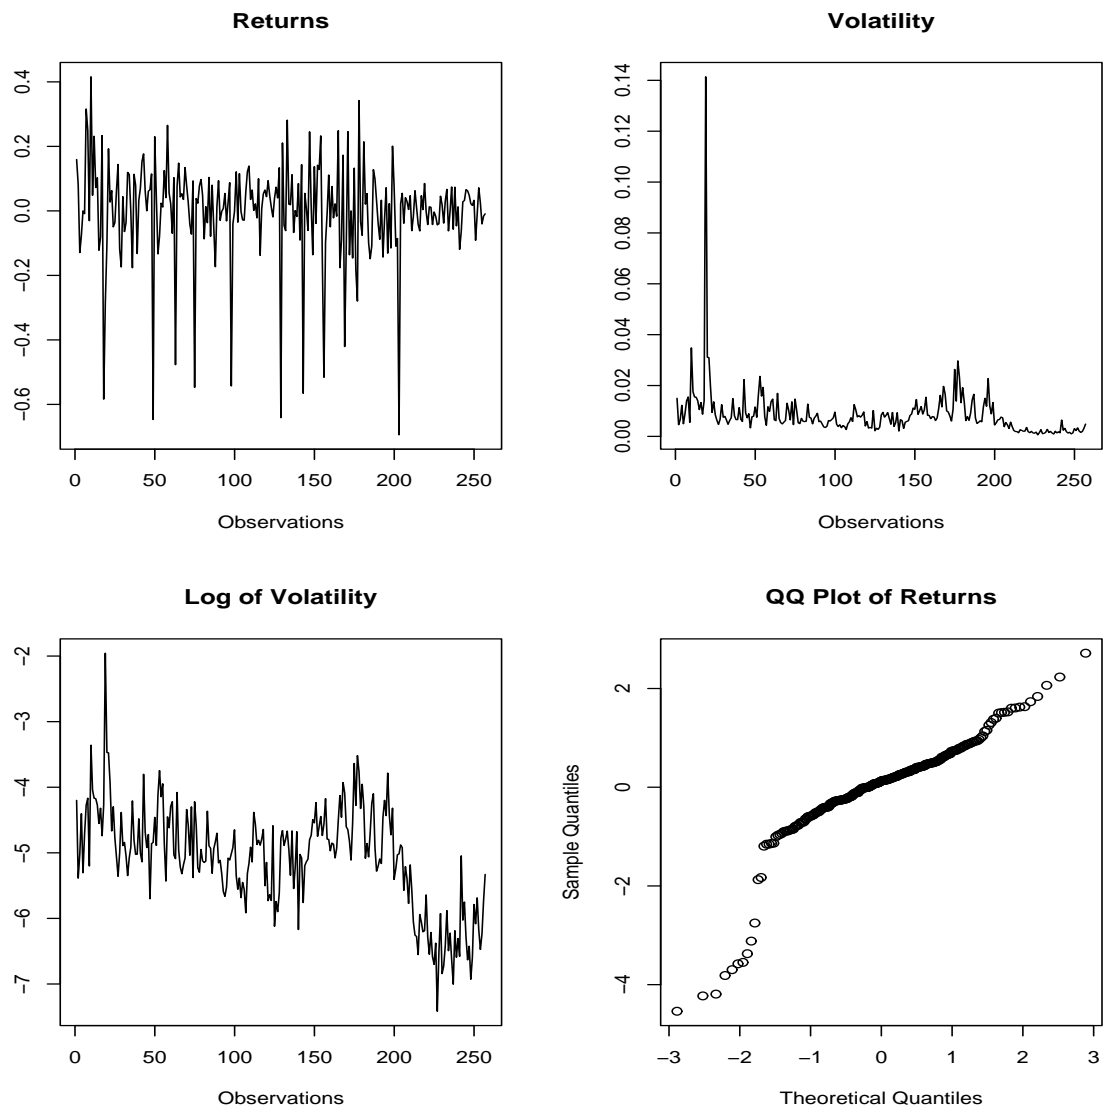 Returns
0.4
0.2
0.0
−0.2
−0.4
−0.6
0 50 100 150 200 250
Observations
Volatility
0.14
0.12
0.10
0.08
0.06
0.04
0.02
0.00
0 50 100 150 200 250
Observations
Log of Volatility
−2
−3
−4
−5
−6
−7
0 50 100 150 200 250
Observations
QQ Plot of Returns
Sample Quantiles
2
0
−2
−4
−3 −2 −1 0 1 2 3
Theoretical Quantiles